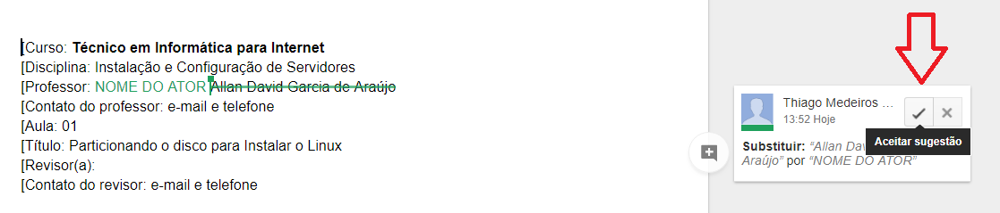 [Curso: Técnico em Informática para Internet
[Disciplina: Instalação e Configuração de Servidores
[Professor: NOME DO ATOR Allan David Garcia de Araújo
[Contato do professor: e-mail e telefone
[Aula: 01
[Título: Particionando o disco para Instalar o Linux
[Revisor(a):
[Contato do revisor: e-mail e telefone
Thiago Medeiros ...
13:52 Hoje
Aceitar sugestão
Substituir: “Allan Dav
Araújo” por “NOME DO ATOR”